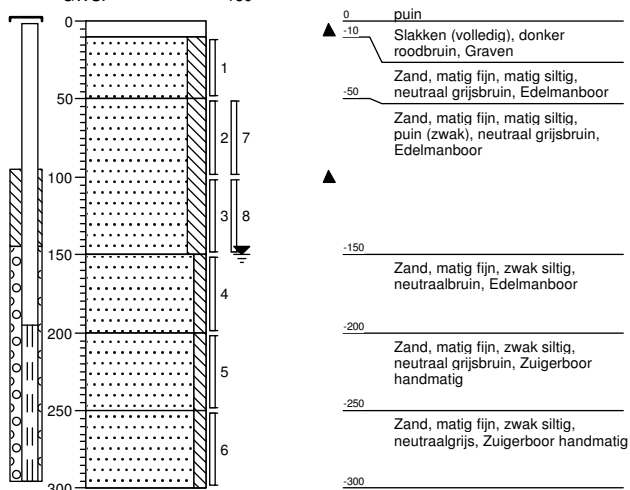 0
50
100
150
200
250
300
1
2
7
3
8
4
5
6
0
puin
-10
Slakken (volledig), donker
roodbruin, Graven
Zand, matig fijn, matig siltig,
neutraal grijsbruin, Edelmanboor
-50
Zand, matig fijn, matig siltig,
puin (zwak), neutraal grijsbruin,
Edelmanboor
-150
Zand, matig fijn, zwak siltig,
neutraalbruin, Edelmanboor
-200
Zand, matig fijn, zwak siltig,
neutraal grijsbruin, Zuigerboor
handmatig
-250
Zand, matig fijn, zwak siltig,
neutraalgrijs, Zuigerboor handmatig
-300